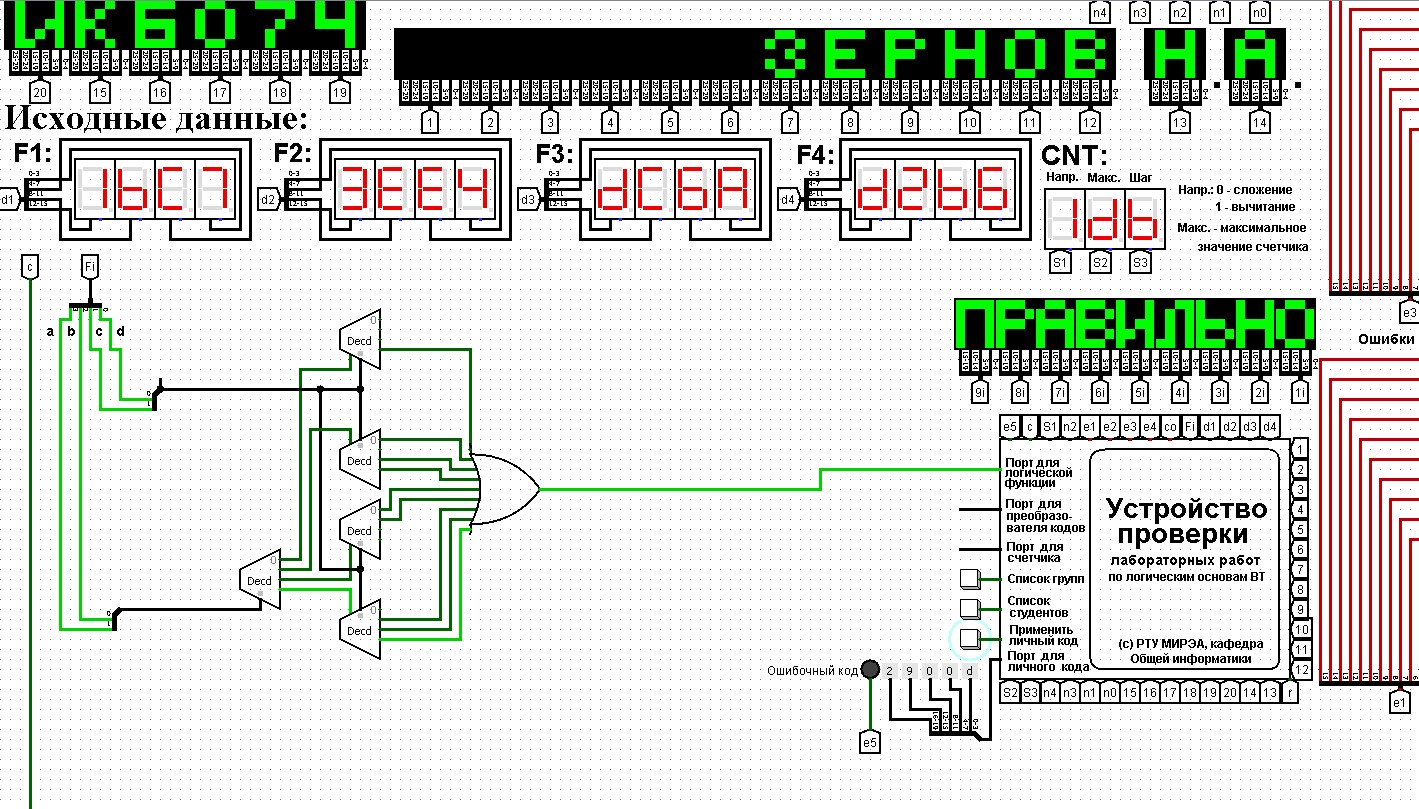 ИКБО74
n4 n3 n2 n1 n0
ЗЕРНОВ Н.А.
20 15 16 17 18 19
1 2 3 4 5 6 7 8 9 10 11 12 13 14
Исходные данные:
F1: 1bC7
d1
F2: 3EE4
d2
F3: dC6A
d3
F4: d2b5
d4
0-3
4-7
8-11
12-15
CNT:
Напр. Макс. Шаг
1db
S1 S2 S3
Напр.: 0 - сложение
1 - вычитание
Макс. - максимальное
значение счетчика
c Fi
a b c d
Decd
Decd
Decd
Decd
Decd
ПРАВИЛЬНО
9i 8i 7i 6i 5i 4i 3i 2i 1i
e3
Ошибки
e5 c S1 n2 e1 e2 e3 e4 co Fi d1 d2 d3 d4
Порт для
логической
функции
Порт для
преобразо-
вателя кодов
Порт для
счетчика
Список групп
Список
студентов
Применить
личный код
Порт для
личного кода
Устройство
проверки
лабораторных работ
по логическим основам ВТ
(c) РТУ МИРЭА, кафедра
Общей информатики
1
2
3
4
5
6
7
8
9
10
11
12
S2 S3 n4 n3 n1 n0 15 16 17 18 19 20 14 13 r
Ошибочный код 2 9 0 0 d
e5
e1